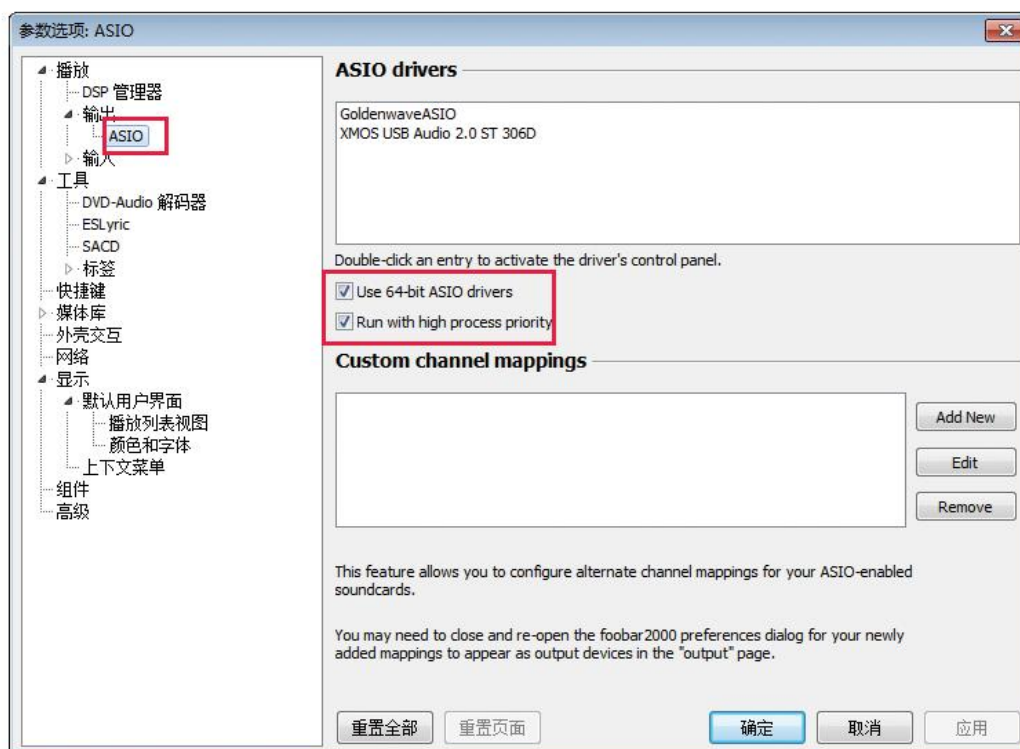 参数选项: ASIO
播放
DSP 管理器
输出
ASIO
输入
工具
DVD-Audio 解码器
ESLyric
SACD
标签
快捷键
媒体库
外壳交互
网络
显示
默认用户界面
播放列表视图
颜色和字体
上下文菜单
组件
高级
ASIO drivers
GoldenwaveASIO
XMOS USB Audio 2.0 ST 306D
Double-click an entry to activate the driver's control panel.
Use 64-bit ASIO drivers
Run with high process priority
Custom channel mappings
Add New
Edit
Remove
This feature allows you to configure alternate channel mappings for your ASIO-enabled
soundcards.
You may need to close and re-open the foobar2000 preferences dialog for your newly
added mappings to appear as output devices in the "output" page.
重置全部
重置页面
确定
取消
应用